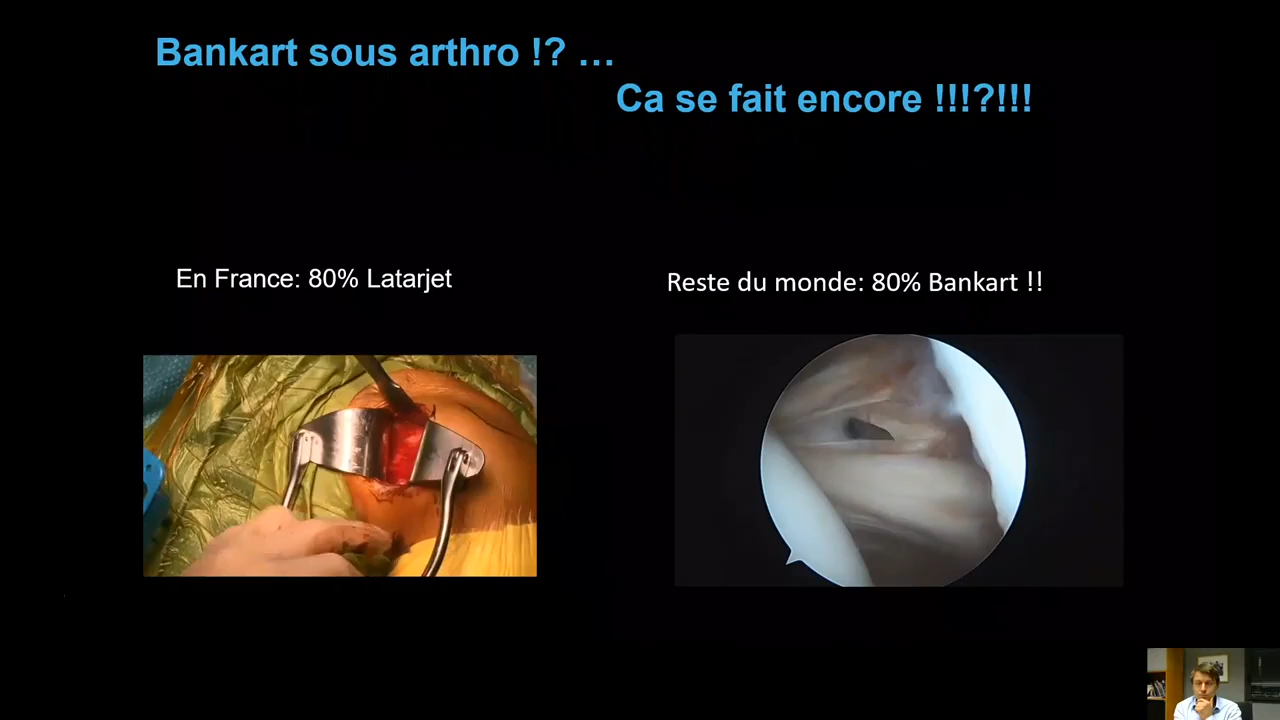 Bankart sous arthro !? …
Ca se fait encore !!!?!!!
En France: 80% Latarjet
Reste du monde: 80% Bankart !!